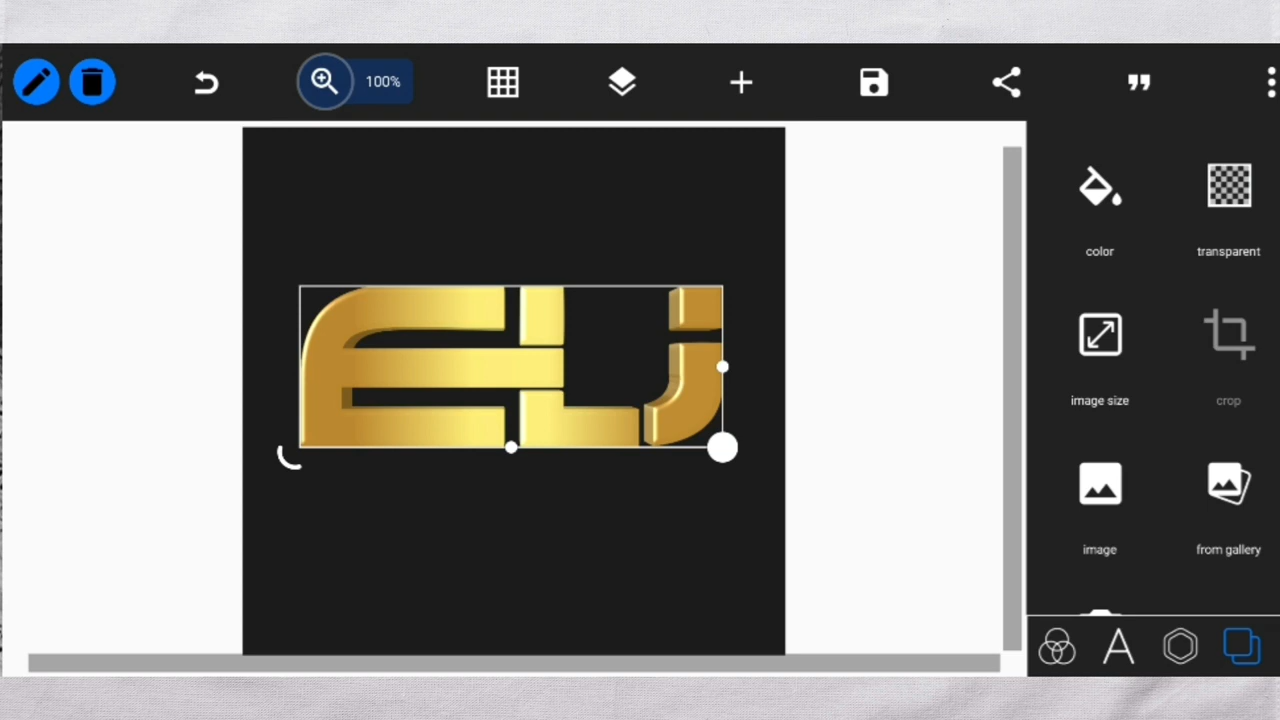 100%
ELJ
color
transparent
image size
crop
image
from gallery